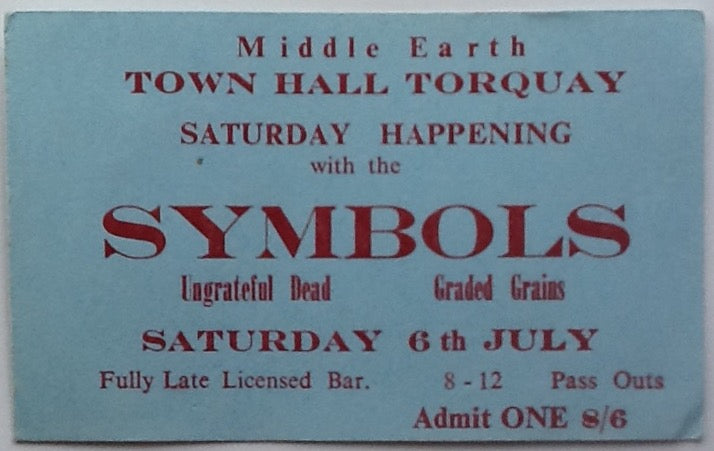 Middle Earth
TOWN HALL TORQUAY
SATURDAY HAPPENING
with the
SYMBOLS
Ungrateful Dead Graded Grains
SATURDAY 6th JULY
Fully Late Licensed Bar. 8 - 12 Pass Outs
Admit ONE 8/6